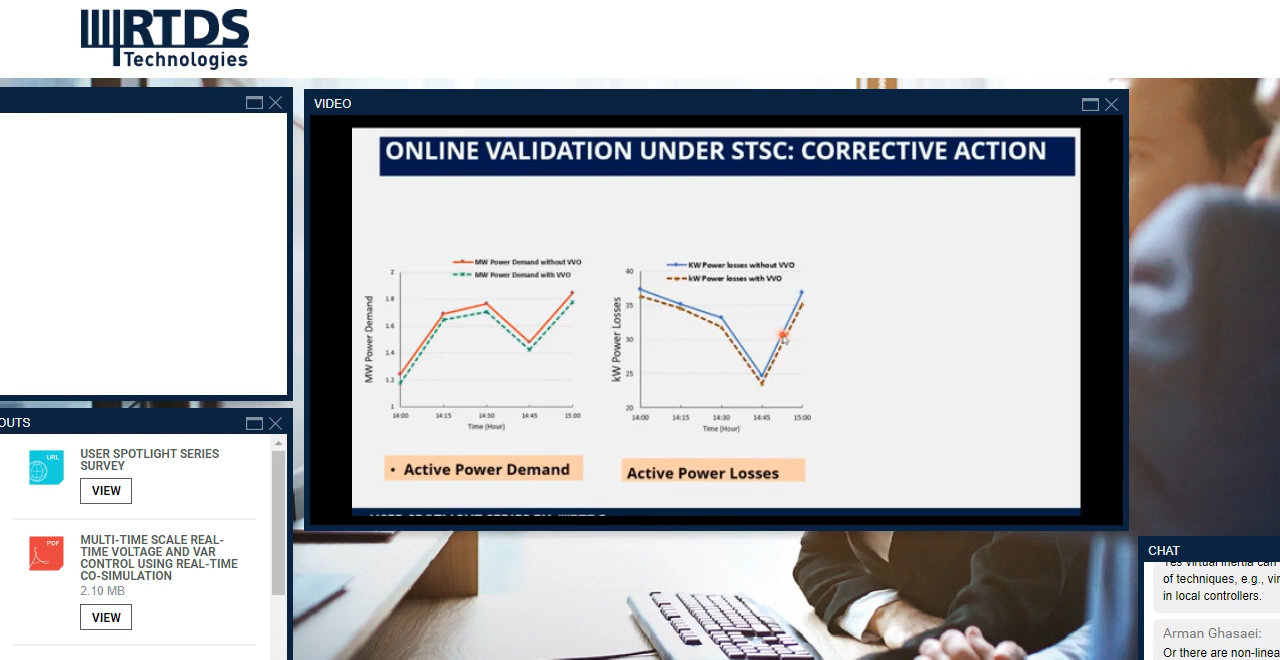 RTDS
Technologies
VIDEO
ONLINE VALIDATION UNDER STSC: CORRECTIVE ACTION
MW Power Demand without VVO
MW Power Demand with VVO
2
1.8
1.6
1.4
1.2
1
MW Power Demand
14:00 14:15 14:30 14:45 15:00
Time (Hour)
KW Power losses without VVO
kW Power losses with VVO
40
35
30
25
20
kW Power Losses
14:00 14:15 14:30 14:45 15:00
Time (Hour)
• Active Power Demand
Active Power Losses
OUTS
URL
USER SPOTLIGHT SERIES
SURVEY
VIEW
PDF
MULTI-TIME SCALE REAL-
TIME VOLTAGE AND VAR
CONTROL USING REAL-TIME
CO-SIMULATION
2.10 MB
VIEW
CHAT
Yes virtual inertia can
of techniques, e.g., vir
in local controllers.
Arman Ghasaei:
Or there are non-linea